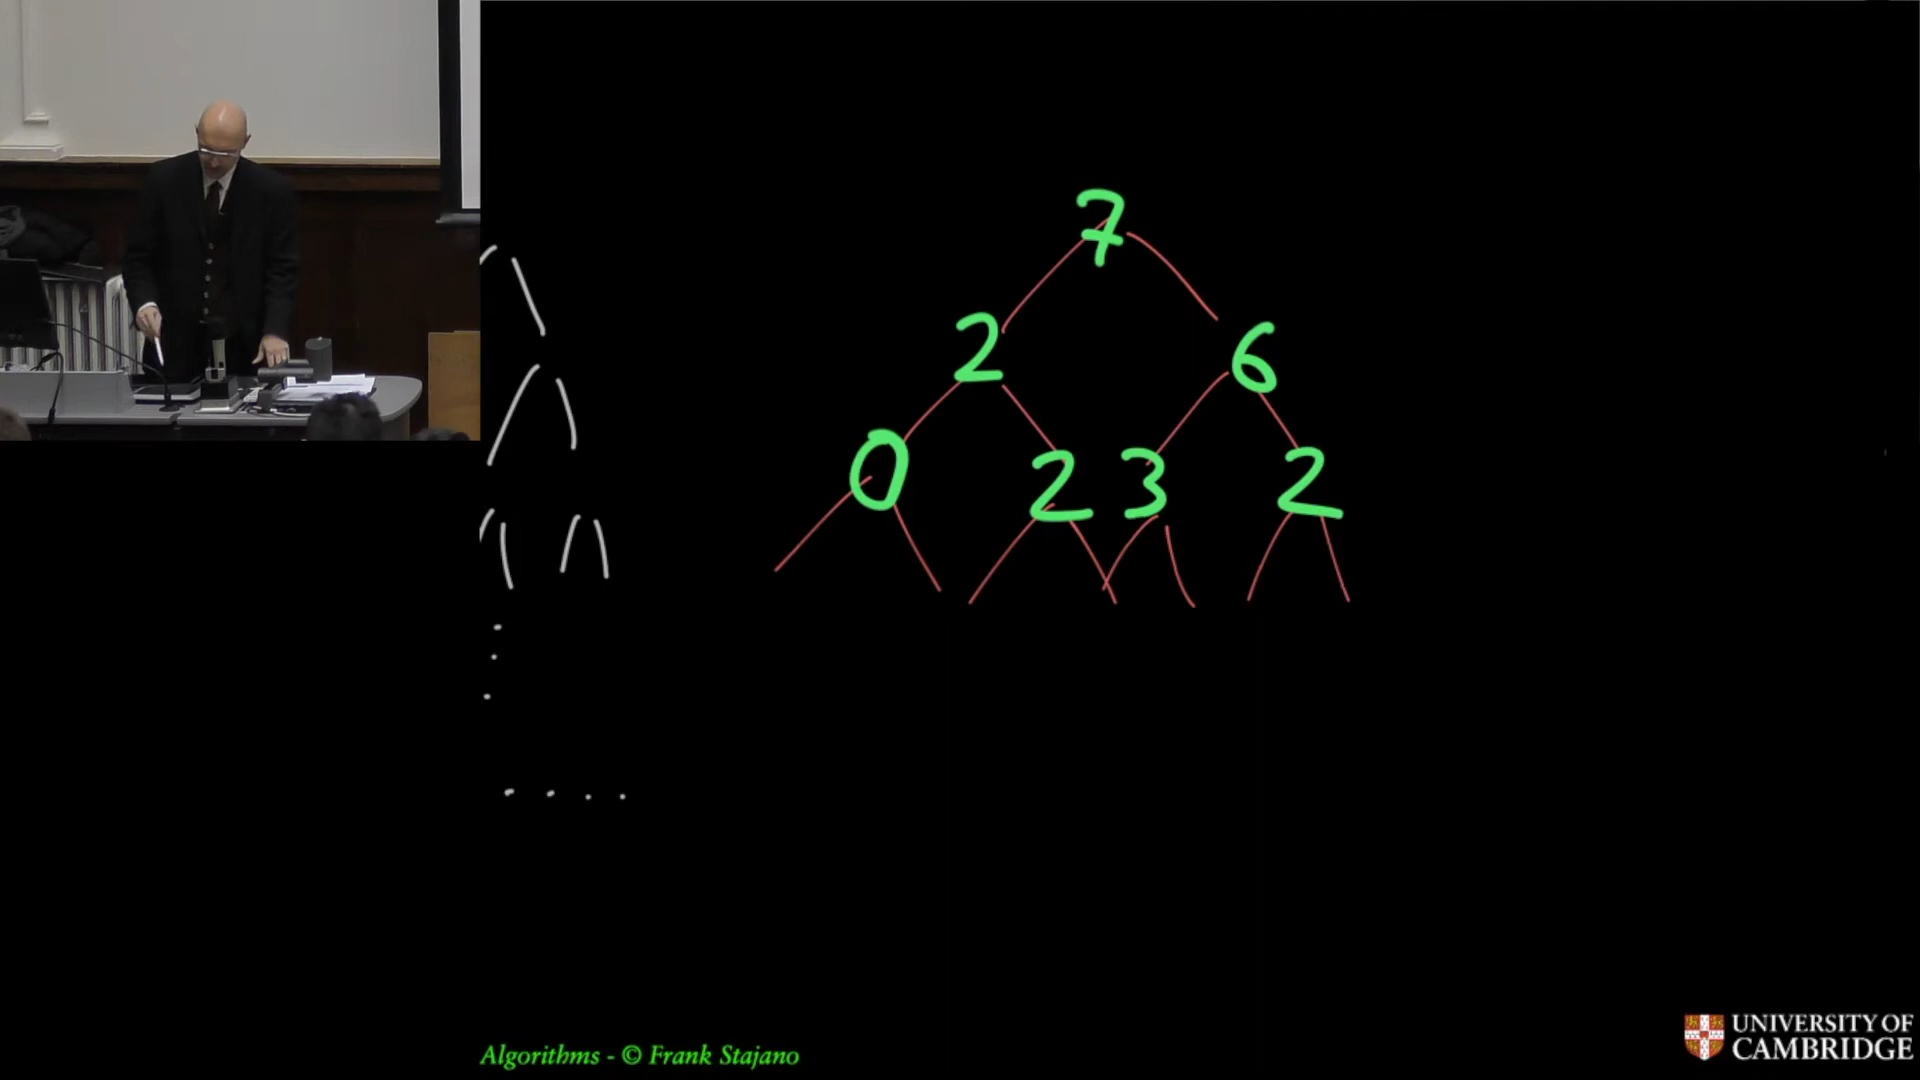 7
2 6
0 2 3 2
Algorithms - © Frank Stajano
UNIVERSITY OF
CAMBRIDGE